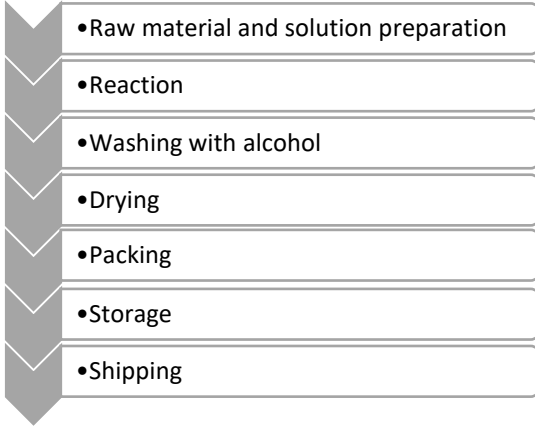 •Raw material and solution preparation
•Reaction
•Washing with alcohol
•Drying
•Packing
•Storage
•Shipping